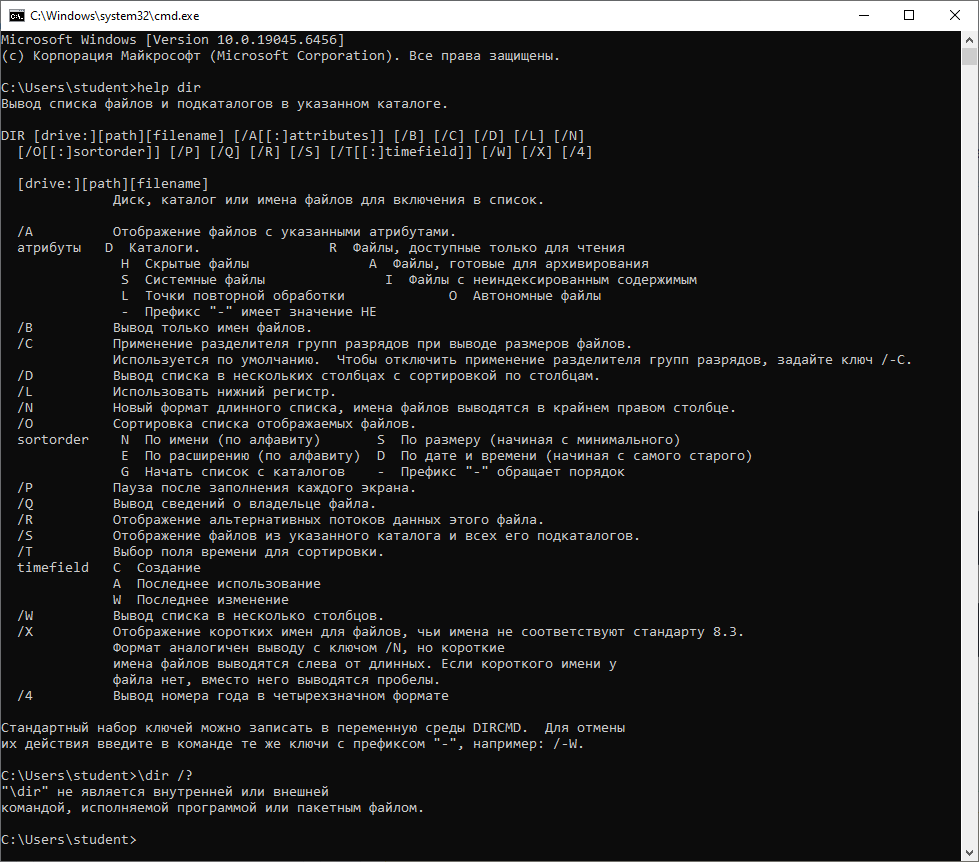 C:\Windows\system32\cmd.exe
Microsoft Windows [Version 10.0.19045.6456]
(c) Корпорация Майкрософт (Microsoft Corporation). Все права защищены.
C:\Users\student>help dir
Вывод списка файлов и подкаталогов в указанном каталоге.
DIR [drive:][path][filename] [/A[[:]attributes]] [/B] [/C] [/D] [/L] [/N]
[/O[[:]sortorder]] [/P] [/Q] [/R] [/S] [/T[[:]timefield]] [/W] [/X] [/4]
[drive:][path][filename]
Диск, каталог или имена файлов для включения в список.
/A Отображение файлов с указанными атрибутами.
атрибуты D Каталоги. R Файлы, доступные только для чтения
H Скрытые файлы A Файлы, готовые для архивирования
S Системные файлы I Файлы с неиндексированным содержимым
L Точки повторной обработки O Автономные файлы
- Префикс "-" имеет значение НЕ
/B Вывод только имен файлов.
/C Применение разделителя групп разрядов при выводе размеров файлов.
Используется по умолчанию. Чтобы отключить применение разделителя групп разрядов, задайте ключ /-C.
/D Вывод списка в нескольких столбцах с сортировкой по столбцам.
/L Использовать нижний регистр.
/N Новый формат длинного списка, имена файлов выводятся в крайнем правом столбце.
/O Сортировка списка отображаемых файлов.
sortorder N По имени (по алфавиту) S По размеру (начиная с минимального)
E По расширению (по алфавиту) D По дате и времени (начиная с самого старого)
G Начать список с каталогов - Префикс "-" обращает порядок
/P Пауза после заполнения каждого экрана.
/Q Вывод сведений о владельце файла.
/R Отображение альтернативных потоков данных этого файла.
/S Отображение файлов из указанного каталога и всех его подкаталогов.
/T Выбор поля времени для сортировки.
timefield C Создание
A Последнее использование
W Последнее изменение
/W Вывод списка в несколько столбцов.
/X Отображение коротких имен для файлов, чьи имена не соответствуют стандарту 8.3.
Формат аналогичен выводу с ключом /N, но короткие
имена файлов выводятся слева от длинных. Если короткого имени у
файла нет, вместо него выводятся пробелы.
/4 Вывод номера года в четырехзначном формате
Стандартный набор ключей можно записать в переменную среды DIRCMD. Для отмены
их действия введите в команде те же ключи с префиксом "-", например: /-W.
C:\Users\student>\dir /?
"\dir" не является внутренней или внешней
командой, исполняемой программой или пакетным файлом.
C:\Users\student>